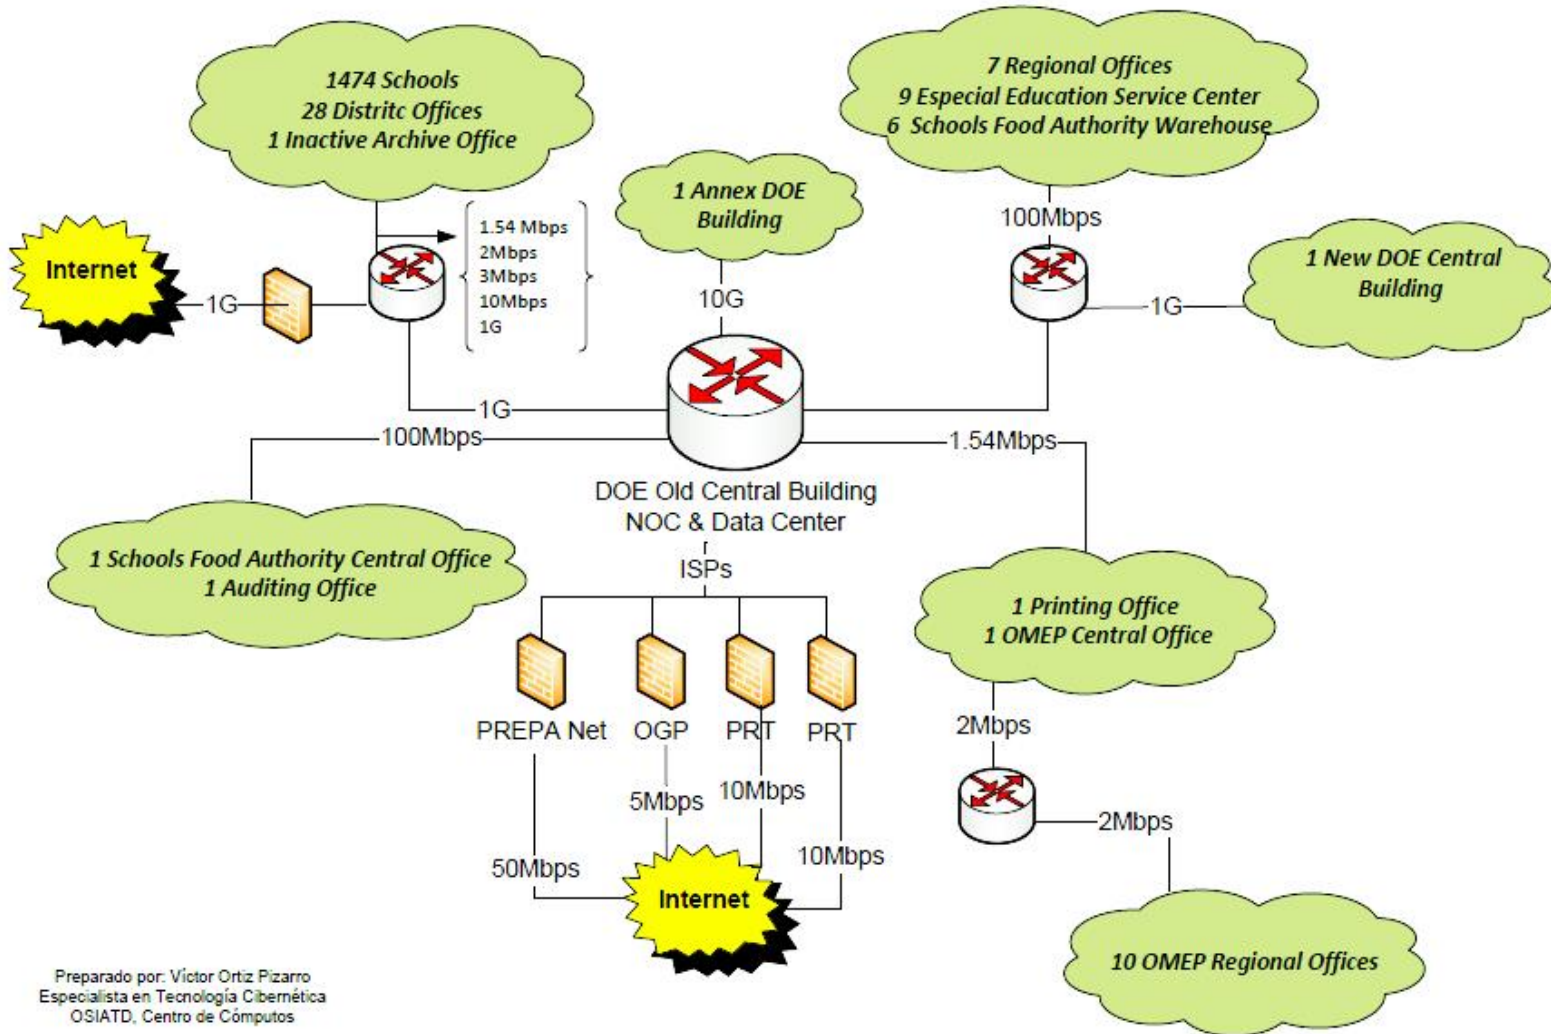 1474 Schools
28 Distritc Offices
1 Inactive Archive Office
7 Regional Offices
9 Especial Education Service Center
6 Schools Food Authority Warehouse
1 Annex DOE
Building
100Mbps
1 New DOE Central
Building
Internet
1G
1.54 Mbps
2Mbps
3Mbps
10Mbps
1G
10G
1G
1G
100Mbps
1.54Mbps
DOE Old Central Building
NOC & Data Center
ISPs
1 Schools Food Authority Central Office
1 Auditing Office
1 Printing Office
1 OMEP Central Office
PREPA Net
OGP
PRT
PRT
2Mbps
5Mbps
10Mbps
50Mbps
10Mbps
2Mbps
Internet
10 OMEP Regional Offices
Preparado por: Víctor Ortiz Pizarro
Especialista en Tecnología Cibernética
OSIATD, Centro de Cómputos